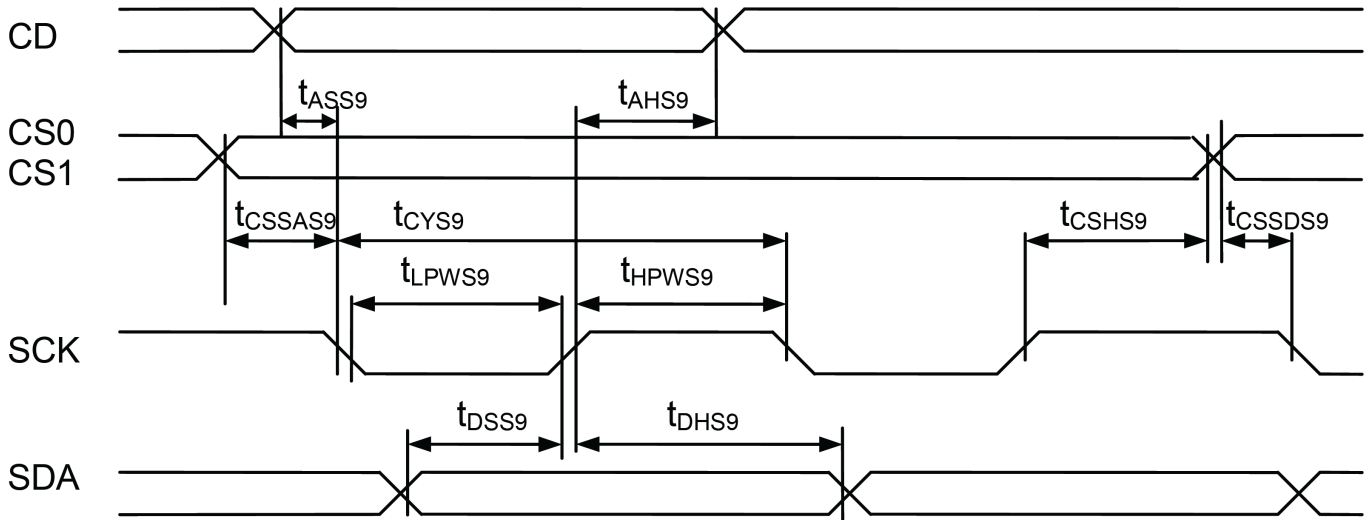 CD
tASS9
tAHS9
CS0
CS1
tCSSAS9
tCYS9
tCSHS9
tCSSDS9
tLPWS9
tHPWS9
SCK
tDSS9
tDHS9
SDA